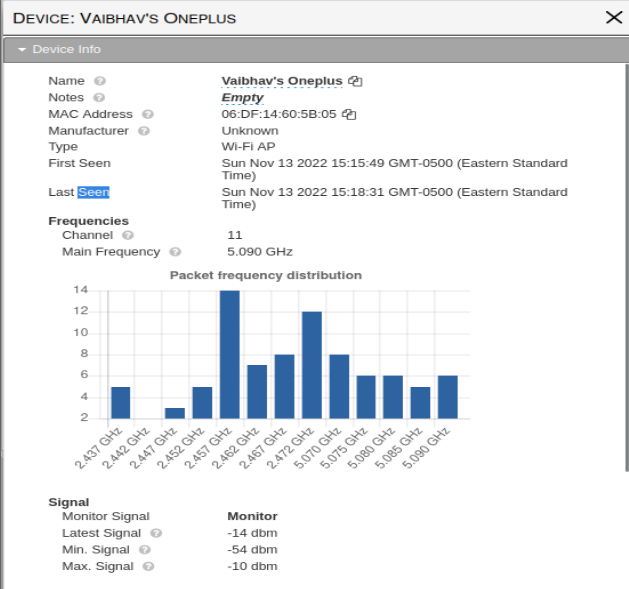 DEVICE: VAIBHAV'S ONEPLUS
Device Info
Name Vaibhav's Oneplus
Notes Empty
MAC Address 06:DF:14:60:5B:05
Manufacturer Unknown
Type Wi-Fi AP
First Seen Sun Nov 13 2022 15:15:49 GMT-0500 (Eastern Standard
Time)
Last Seen Sun Nov 13 2022 15:18:31 GMT-0500 (Eastern Standard
Time)
Frequencies
Channel 11
Main Frequency 5.090 GHz
Packet frequency distribution
14
12
10
8
6
4
2
2.437 GHz
2.442 GHz
2.447 GHz
2.452 GHz
2.457 GHz
2.462 GHz
2.467 GHz
2.472 GHz
5.070 GHz
5.075 GHz
5.080 GHz
5.085 GHz
5.090 GHz
Signal
Monitor Signal Monitor
Latest Signal -14 dbm
Min. Signal -54 dbm
Max. Signal -10 dbm